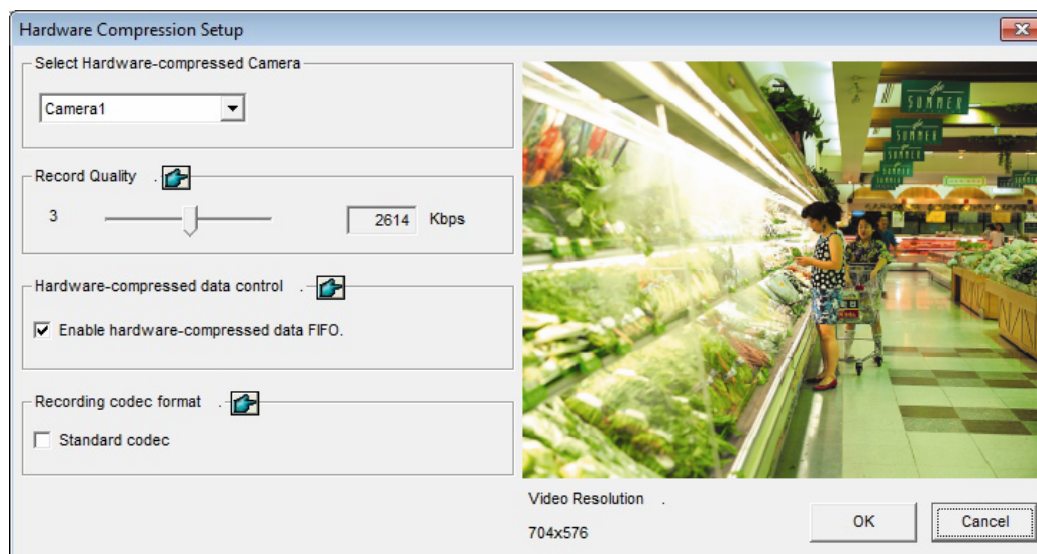 Hardware Compression Setup
Select Hardware-compressed Camera
Camera1
Record Quality .
3
2614 Kbps
Hardware-compressed data control .
Enable hardware-compressed data FIFO.
Recording codec format .
Standard codec
SUMMER
SUMMER
SUMMER
SUMMER
Video Resolution .
704x576
OK
Cancel